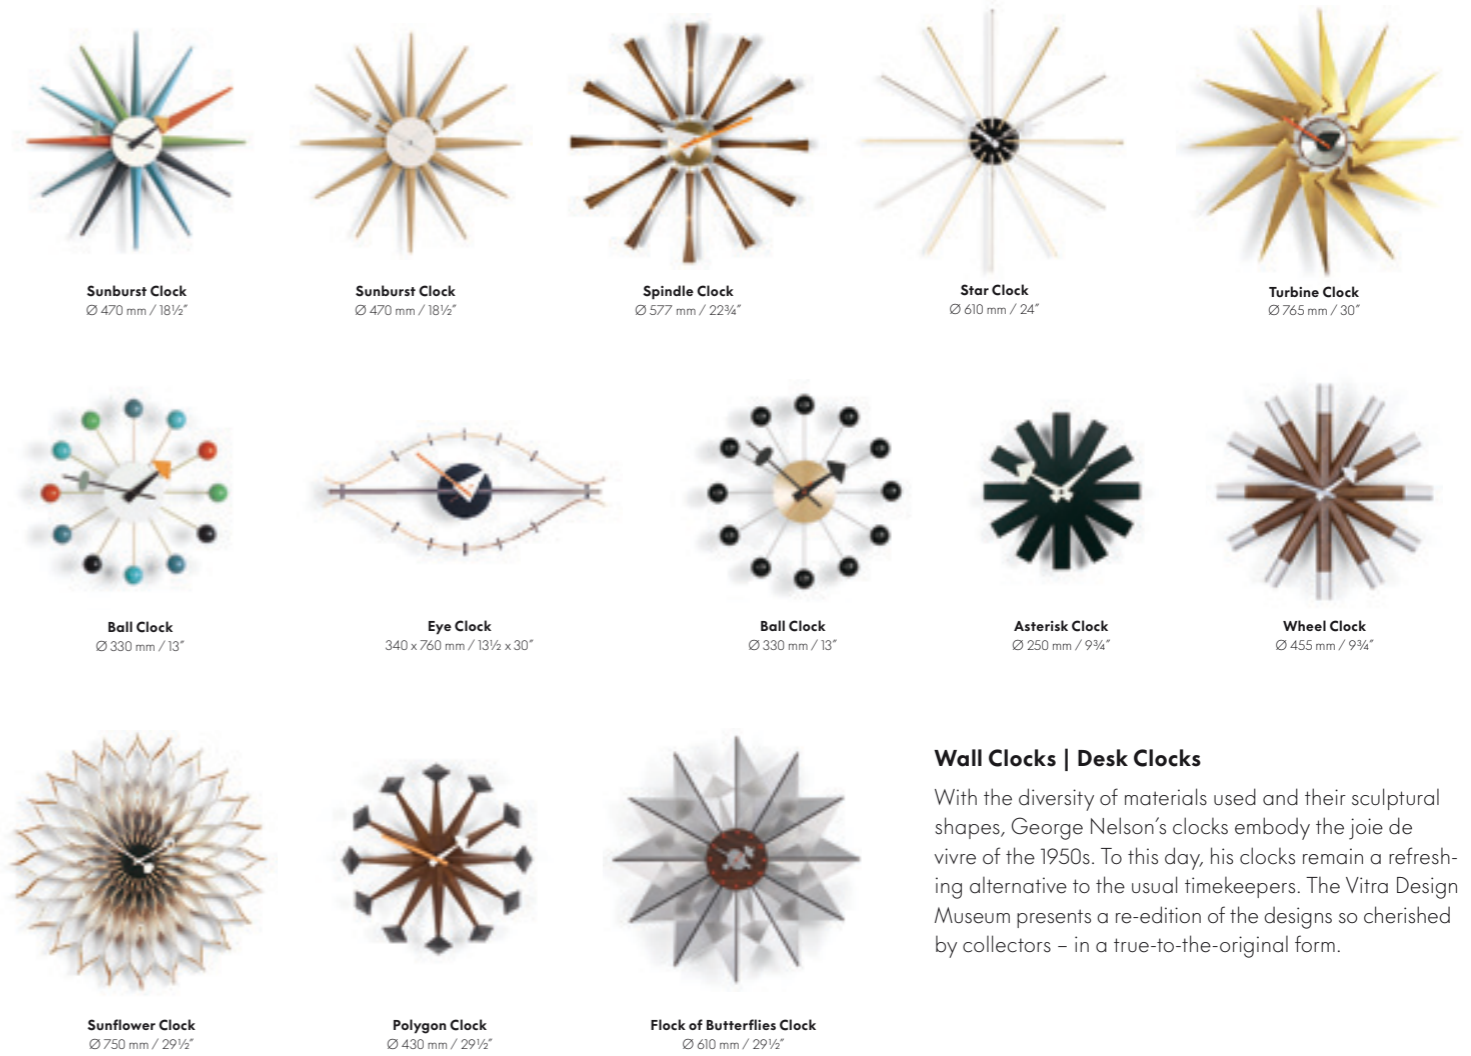 Sunburst Clock
Ø 470 mm / 18½″
Sunburst Clock
Ø 470 mm / 18½″
Spindle Clock
Ø 577 mm / 22¾″
Star Clock
Ø 610 mm / 24″
Turbine Clock
Ø 765 mm / 30″
Ball Clock
Ø 330 mm / 13″
Eye Clock
340 x 760 mm / 13½ x 30″
Ball Clock
Ø 330 mm / 13″
Asterisk Clock
Ø 250 mm / 9¾″
Wheel Clock
Ø 455 mm / 9¾″
Sunflower Clock
Ø 750 mm / 29½″
Polygon Clock
Ø 430 mm / 29½″
Flock of Butterflies Clock
Ø 610 mm / 29½″
Wall Clocks | Desk Clocks
With the diversity of materials used and their sculptural
shapes, George Nelson’s clocks embody the joie de
vivre of the 1950s. To this day, his clocks remain a refresh-
ing alternative to the usual timekeepers. The Vitra Design
Museum presents a re-edition of the designs so cherished
by collectors – in a true-to-the-original form.